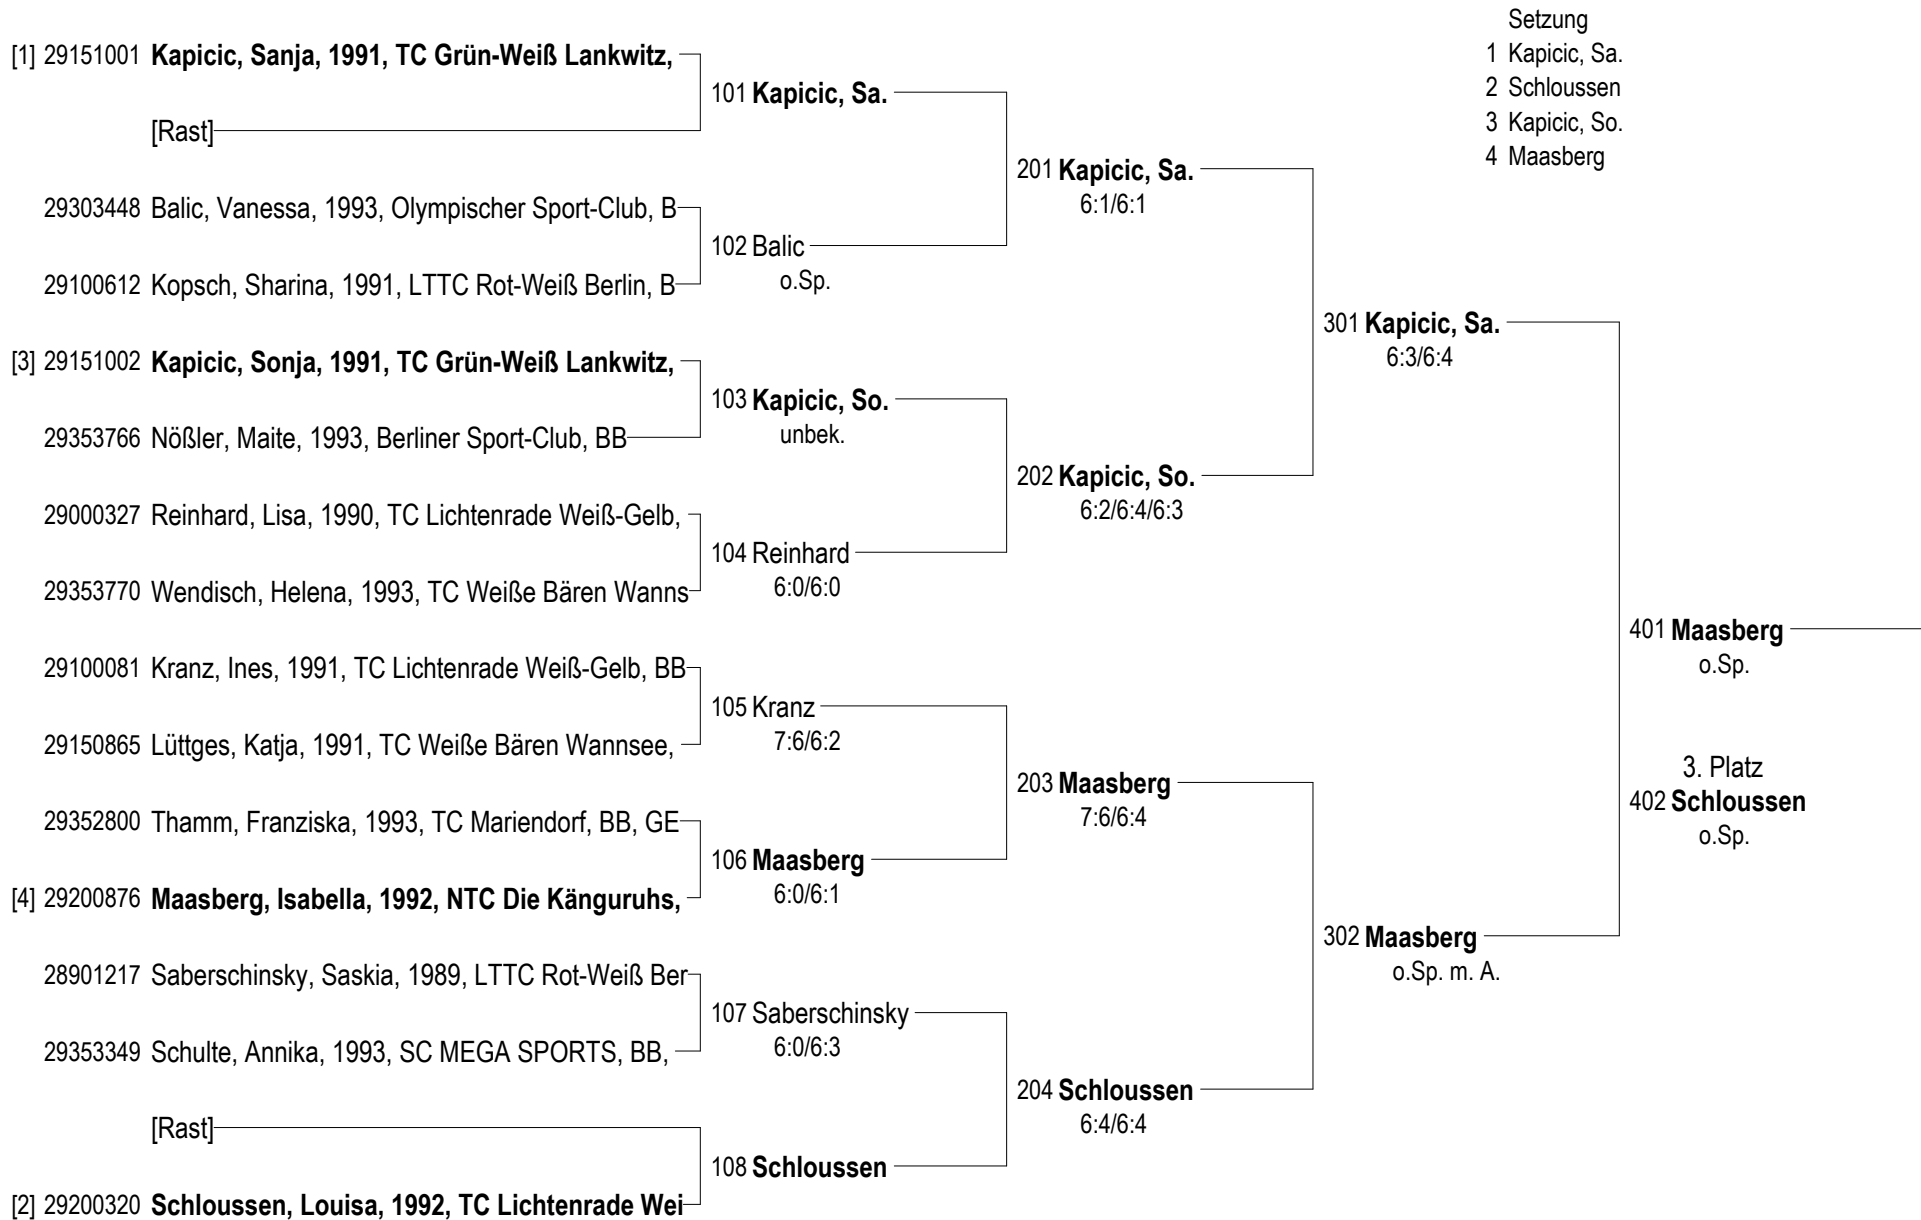 Setzung
1 Kapicic, Sa.
2 Schloussen
3 Kapicic, So.
4 Maasberg
[1] 29151001 Kapicic, Sanja, 1991, TC Grün-Weiß Lankwitz,
[Rast]
29303448 Balic, Vanessa, 1993, Olympischer Sport-Club, B
29100612 Kopsch, Sharina, 1991, LTTC Rot-Weiß Berlin, B
[3] 29151002 Kapicic, Sonja, 1991, TC Grün-Weiß Lankwitz,
29353766 Nößler, Maite, 1993, Berliner Sport-Club, BB
29000327 Reinhard, Lisa, 1990, TC Lichtenrade Weiß-Gelb,
29353770 Wendisch, Helena, 1993, TC Weiße Bären Wanns
29100081 Kranz, Ines, 1991, TC Lichtenrade Weiß-Gelb, BB
29150865 Lüttges, Katja, 1991, TC Weiße Bären Wannsee,
29352800 Thamm, Franziska, 1993, TC Mariendorf, BB, GE
[4] 29200876 Maasberg, Isabella, 1992, NTC Die Känguruhs,
28901217 Saberschinsky, Saskia, 1989, LTTC Rot-Weiß Ber
29353349 Schulte, Annika, 1993, SC MEGA SPORTS, BB,
[Rast]
[2] 29200320 Schloussen, Louisa, 1992, TC Lichtenrade Wei
101 Kapicic, Sa.
102 Balic
o.Sp.
103 Kapicic, So.
unbek.
104 Reinhard
6:0/6:0
105 Kranz
7:6/6:2
106 Maasberg
6:0/6:1
107 Saberschinsky
6:0/6:3
108 Schloussen
201 Kapicic, Sa.
6:1/6:1
202 Kapicic, So.
6:2/6:4/6:3
203 Maasberg
7:6/6:4
204 Schloussen
6:4/6:4
301 Kapicic, Sa.
6:3/6:4
302 Maasberg
o.Sp. m. A.
401 Maasberg
o.Sp.
3. Platz
402 Schloussen
o.Sp.